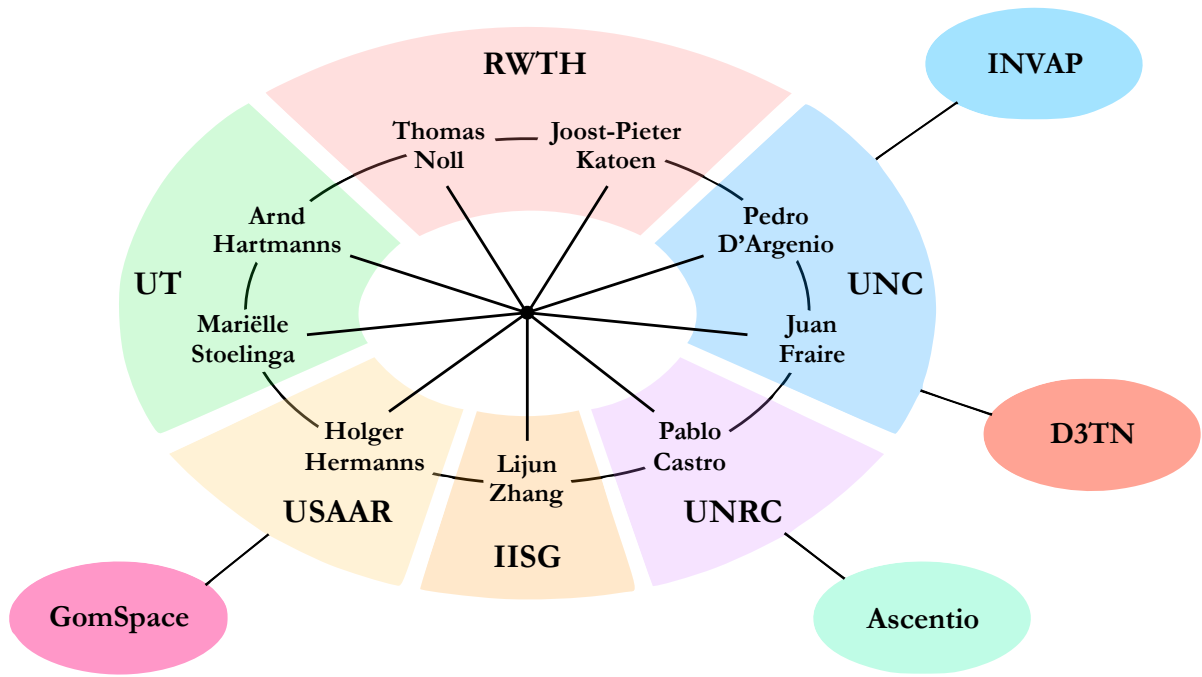 RWTH
INVAP
Thomas
Noll
Joost-Pieter
Katoen
Arnd
Hartmanns
Pedro
D'Argenio
UT
UNC
Mariëlle
Stoelinga
Juan
Fraire
Holger
Hermanns
Lijun
Zhang
Pablo
Castro
D3TN
USAAR
IISG
UNRC
GomSpace
Ascentio